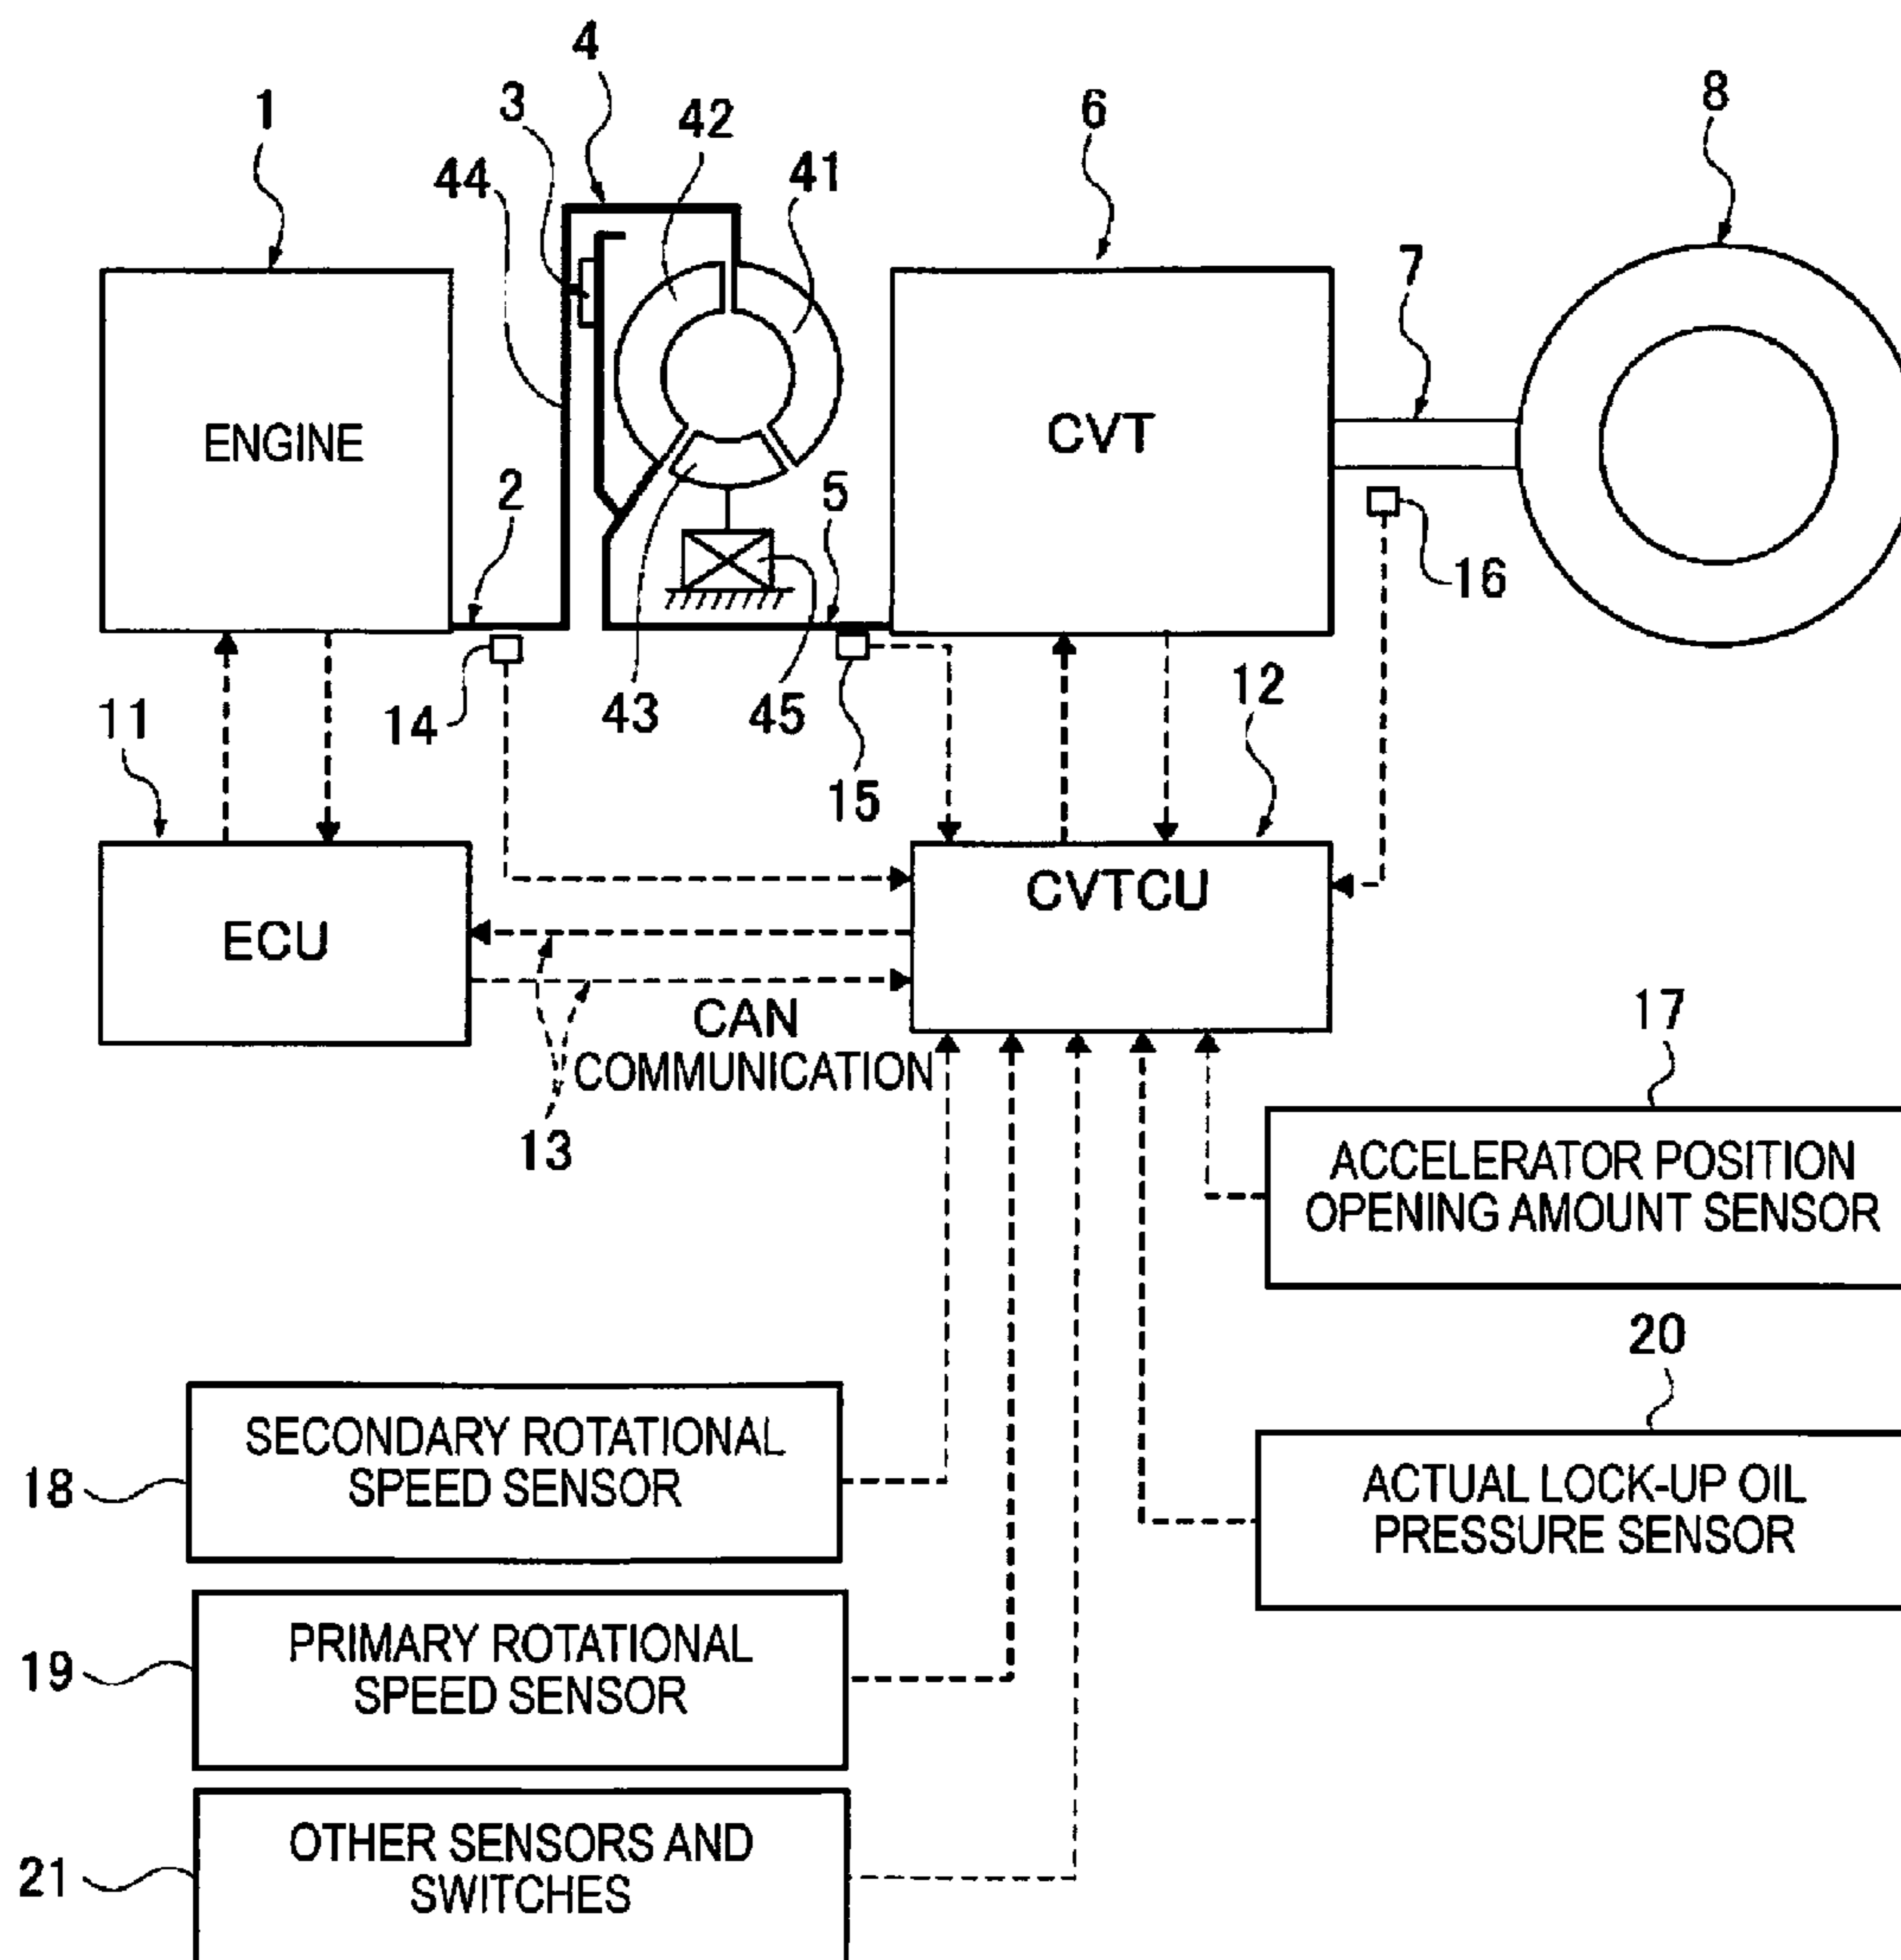 4
1
3
42
6
8
44
41
7
ENGINE
CVT
2
5
16
14
43
45
12
11
15
CVTCU
ECU
CAN
COMMUNICATION
17
13
ACCELERATOR POSITION
OPENING AMOUNT SENSOR
20
SECONDARY ROTATIONAL
SPEED SENSOR
18
ACTUAL LOCK-UP OIL
PRESSURE SENSOR
PRIMARY ROTATIONAL
SPEED SENSOR
19
OTHER SENSORS AND
SWITCHES
21